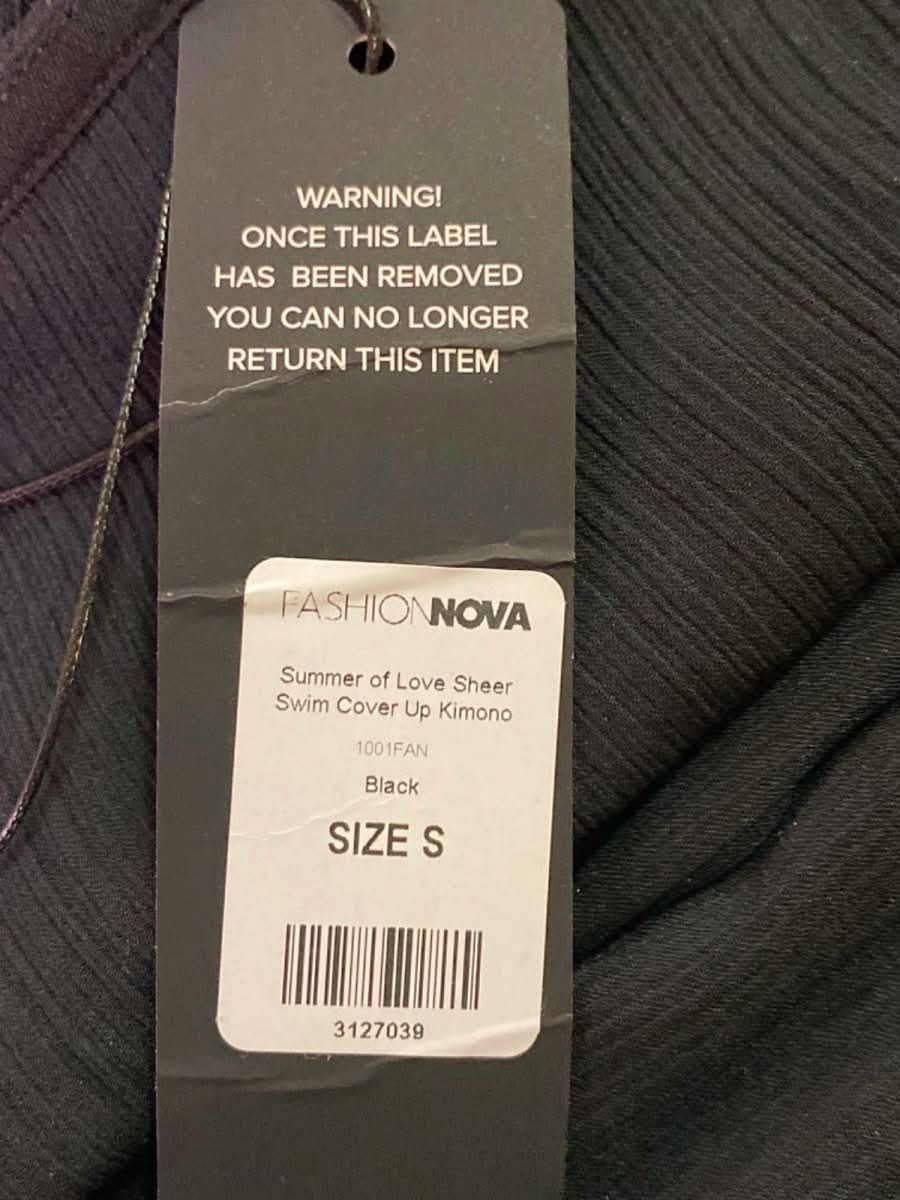 WARNING!
ONCE THIS LABEL
HAS BEEN REMOVED
YOU CAN NO LONGER
RETURN THIS ITEM
FASHIONNOVA
Summer of Love Sheer
Swim Cover Up Kimono
1001FAN
Black
SIZE S
3127039